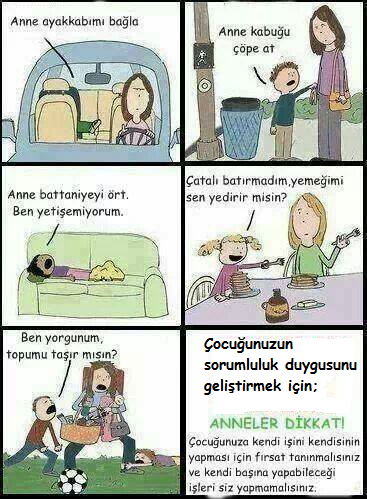 Anne ayakkabımı bağla
Anne kabuğu
çöpe at
Anne battaniyeyi ört.
Ben yetişemiyorum.
Çatalı batırmadım,yemeğimi
sen yedirir misin?
Ben yorgunum,
topumu taşır mısın?
Çocuğunuzun
sorumluluk duygusunu
geliştirmek için;
ANNELER DİKKAT!
Çocuğunuza kendi işini kendisinin
yapması için fırsat tanınmalısınız
ve kendi başına yapabileceği
işleri siz yapmamalısınız.